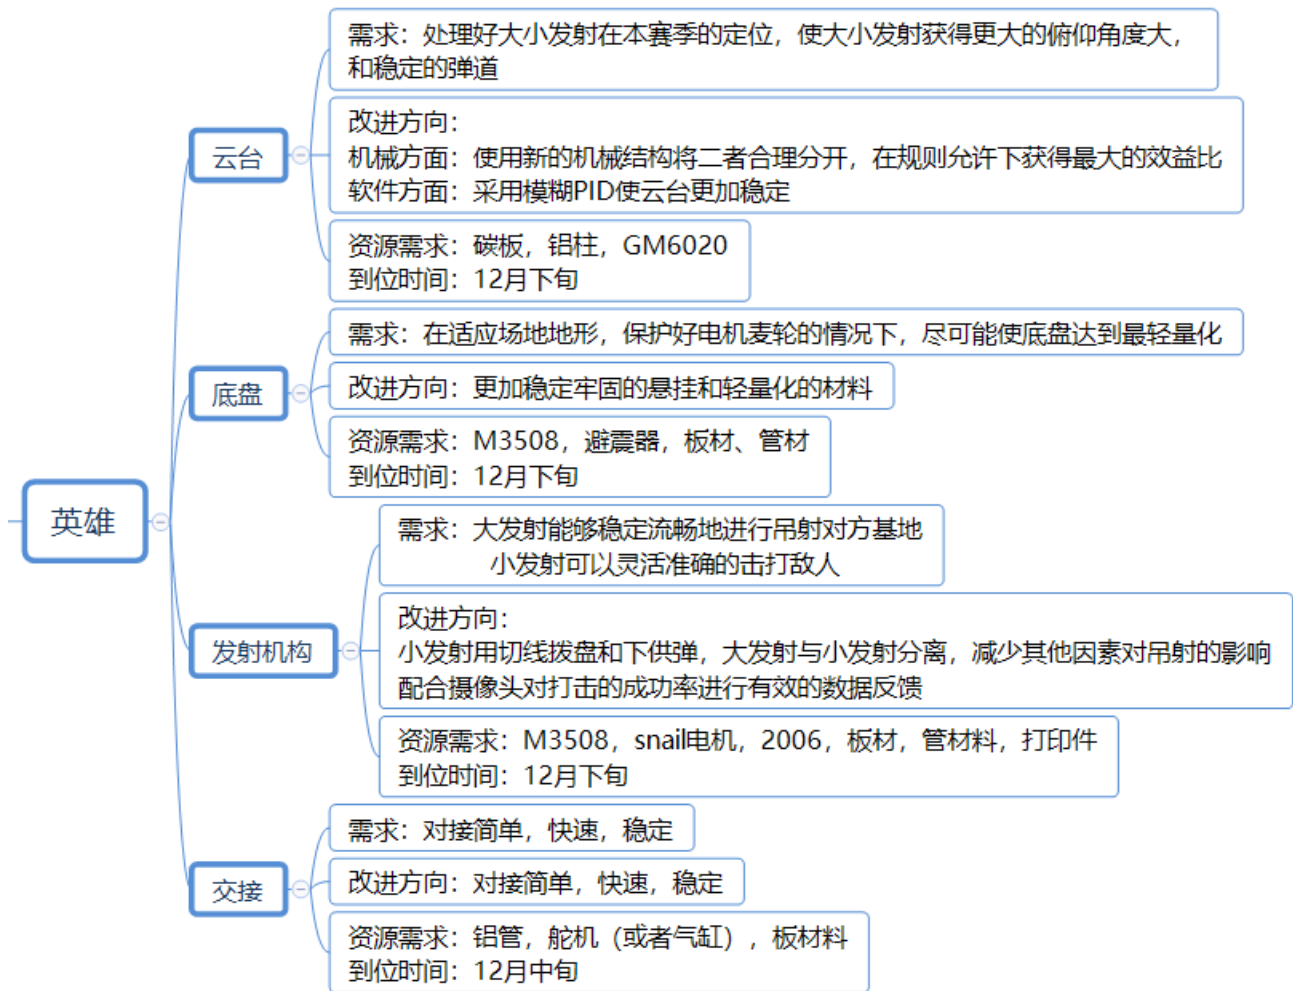 需求：处理好大小发射在本赛季的定位，使大小发射获得更大的俯仰角度大，
和稳定的弹道
云台
改进方向：
机械方面：使用新的机械结构将二者合理分开，在规则允许下获得最大的效益比
软件方面：采用模糊PID使云台更加稳定
资源需求：碳板，铝柱，GM6020
到位时间：12月下旬
需求：在适应场地地形，保护好电机麦轮的情况下，尽可能使底盘达到最轻量化
底盘
改进方向：更加稳定牢固的悬挂和轻量化的材料
资源需求：M3508，避震器，板材、管材
到位时间：12月下旬
英雄
需求：大发射能够稳定流畅地进行吊射对方基地
小发射可以灵活准确的击打敌人
发射机构
改进方向：
小发射用切线拨盘和下供弹，大发射与小发射分离，减少其他因素对吊射的影响
配合摄像头对打击的成功率进行有效的数据反馈
资源需求：M3508，snail电机，2006，板材，管材料，打印件
到位时间：12月下旬
需求：对接简单，快速，稳定
交接
改进方向：对接简单，快速，稳定
资源需求：铝管，舵机（或者气缸），板材料
到位时间：12月中旬